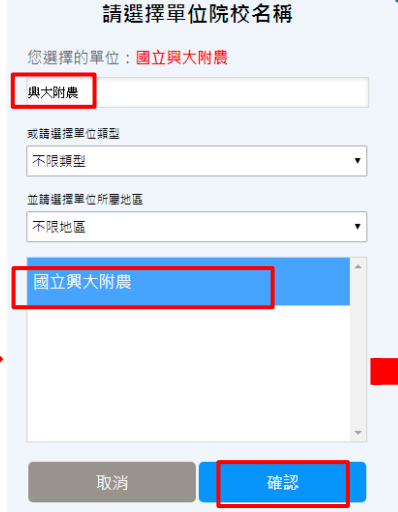 請選擇單位院校名稱
您選擇的單位：國立興大附農
興大附農
或請選擇單位類型
不限類型
並請選擇單位所屬地區
不限地區
國立興大附農
取消
確認